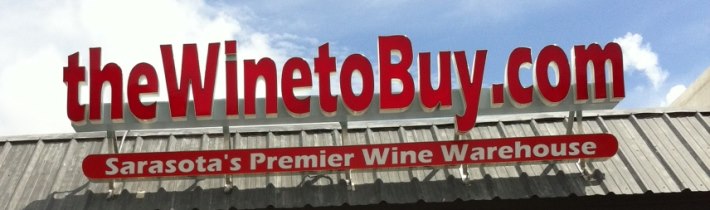 theWinetoBuy.com
Sarasota's Premier Wine Warehouse